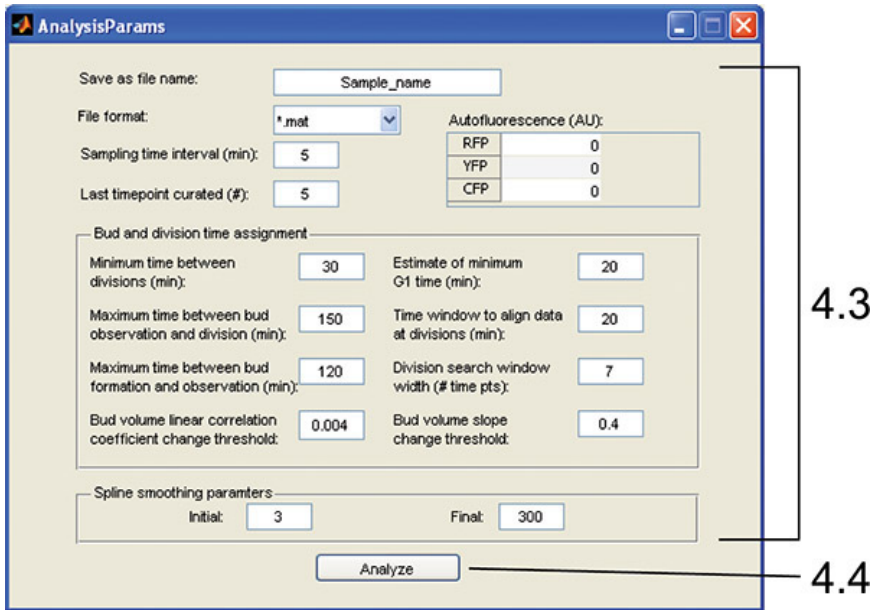 AnalysisParams
Save as file name: Sample_name
File format: *.mat
Autofluorescence (AU):
RFP 0
Sampling time interval (min): 5
YFP 0
CFP 0
Last timepoint curated (#): 5
Bud and division time assignment
Minimum time between
divisions (min): 30
Estimate of minimum
G1 time (min): 20
Maximum time between bud
observation and division (min): 150
Time window to align data
at divisions (min): 20
Maximum time between bud
formation and observation (min): 120
Division search window
width (# time pts): 7
Bud volume linear correlation
coefficient change threshold: 0.004
Bud volume slope
change threshold: 0.4
Spline smoothing paramters
Initial: 3
Final: 300
Analyze
4.3
4.4